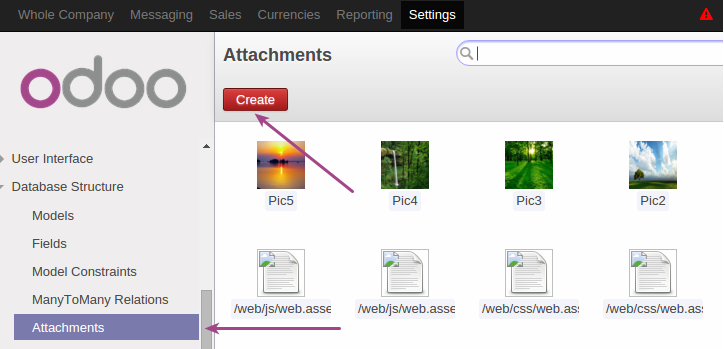 Whole Company Messaging Sales Currencies Reporting Settings
odoo
Attachments
Create
User Interface
Database Structure
Models
Fields
Model Constraints
ManyToMany Relations
Attachments
Pic5 Pic4 Pic3 Pic2
/web/js/web.asse /web/js/web.asse /web/css/web.as /web/css/web.as